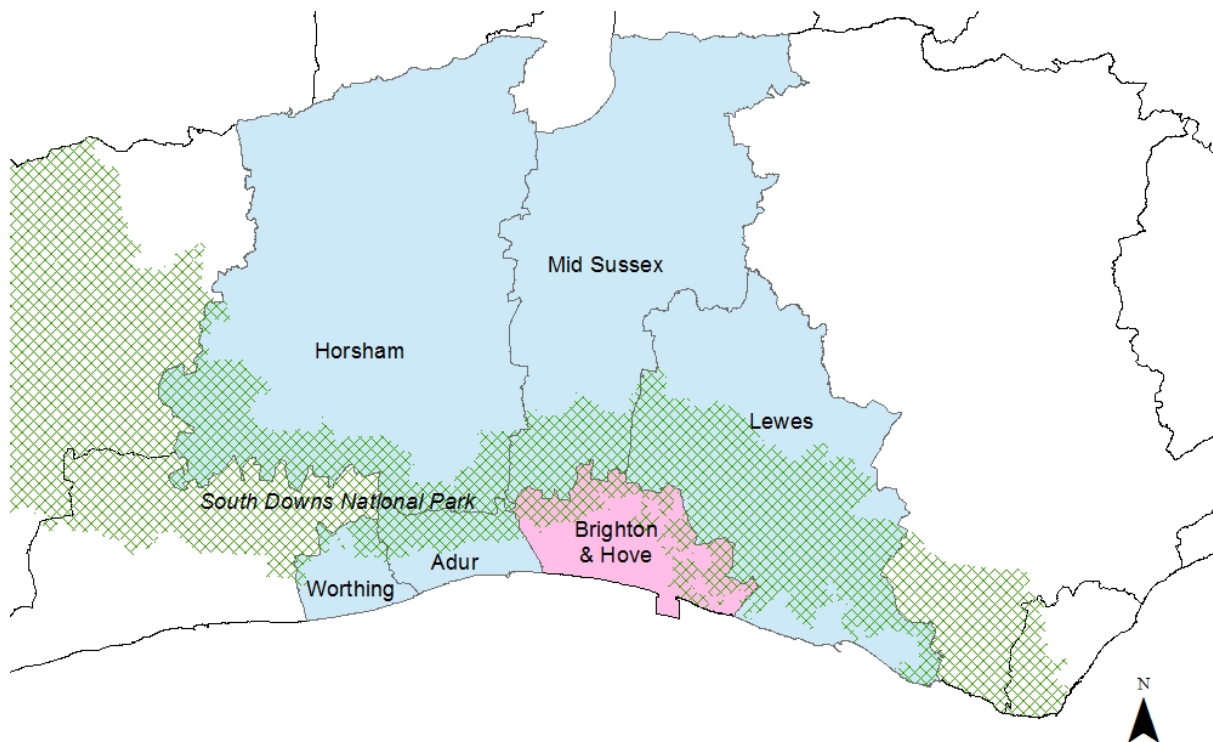 Mid Sussex
Horsham
Lewes
South Downs National Park
Brighton
& Hove
Adur
Worthing
N